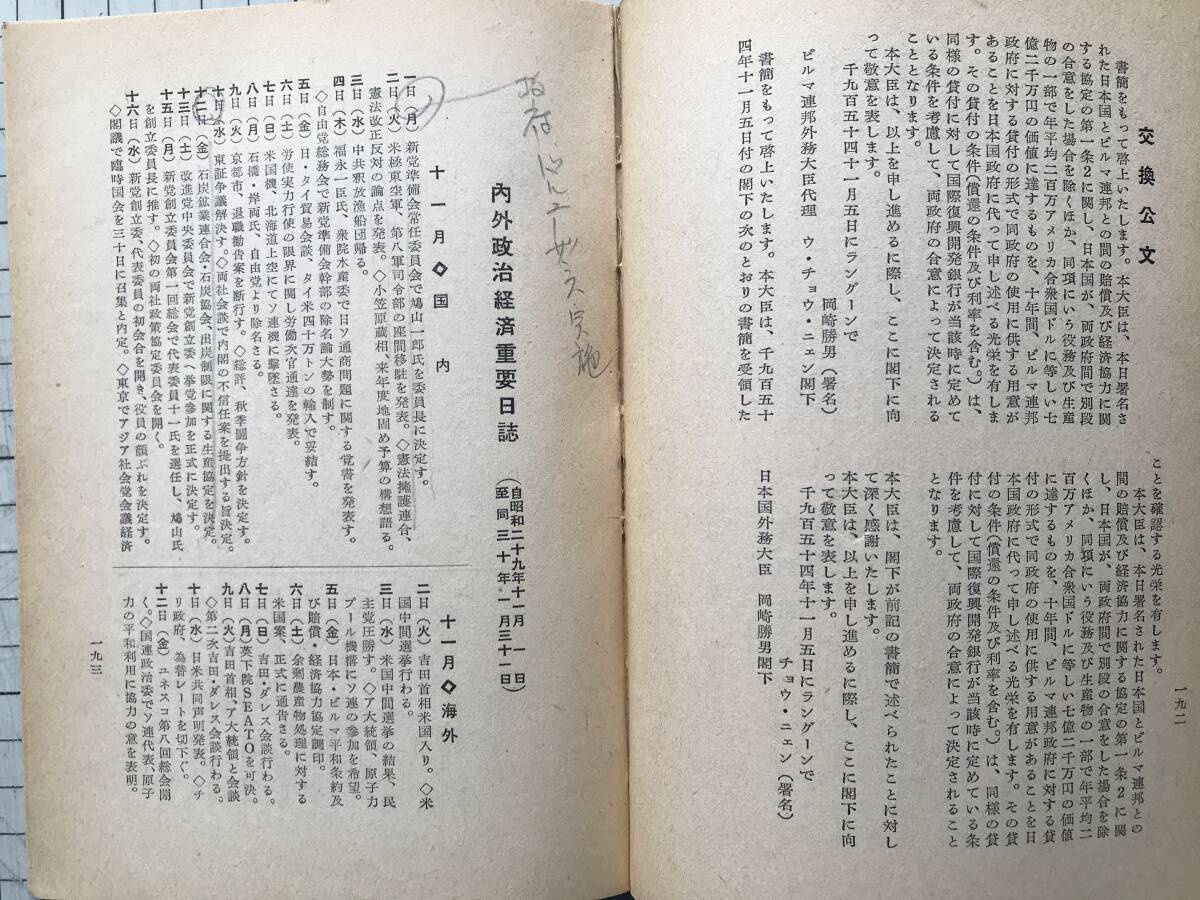 交換公文
書簡をもって啓上いたします。本大臣は、本日署名さ
れた日本国とビルマ連邦との間の賠償及び経済協力に関
する協定の第一条2に関し、日本国が、両政府間で別段
の合意をした場合を除くほか、同項にいう役務及び生産
物の一部で年平均二百万アメリカ合衆国ドルに等しい七
億二千万円の価値に達するものを、十年間、ビルマ連邦
政府に対する貸付の形式で同政府の使用に供する用意が
あることを日本国政府に代って申し述べる光栄を有しま
す。その貸付の条件(償還の条件及び利率を含む。)は、
同様の貸付に対して国際復興開発銀行が当該時に定めて
いる条件を考慮して、両政府の合意によって決定される
こととなります。
本大臣は、以上を申し進めるに際し、ここに閣下に向
って敬意を表します。
千九百五十四年十一月五日にラングーンで
岡崎勝男(署名)
ビルマ連邦外務大臣代理 ウ・チョウ・ニェン閣下
書簡をもって啓上いたします。本大臣は、千九百五十
四年十一月五日付の閣下の次のとおりの書簡を受領した
ことを確認する光栄を有します。
本大臣は、本日署名された日本国とビルマ連邦との
間の賠償及び経済協力に関する協定の第一条2に関
し、日本国が、両政府間で別段の合意をした場合を除
くほか、同項にいう役務及び生産物の一部で年平均二
百万アメリカ合衆国ドルに等しい七億二千万円の価値
に達するものを、十年間、ビルマ連邦政府に対する貸
付の形式で同政府の使用に供する用意があることを日
本国政府に代って申し述べる光栄を有します。その貸
付の条件(償還の条件及び利率を含む。)は、同様の貸
付に対して国際復興開発銀行が当該時に定めている条
件を考慮して、両政府の合意によって決定されること
となります。
本大臣は、閣下が前記の書簡で述べられたことに対し
て深く感謝いたします。
本大臣は、以上を申し進めるに際し、ここに閣下に向
って敬意を表します。
千九百五十四年十一月五日にラングーンで
チョウ・ニェン(署名)
日本国外務大臣 岡崎勝男閣下
一九二
内外政治経済重要日誌
(自昭和二十九年十一月 一日
至同 三十年 一月三十一日)
十一月◇国 内
一日(月) 新党準備会常任委員会で鳩山一郎氏を委員長に決定す。
二日(火) 米極東空軍、第八軍司令部の座間移駐を発表。◇憲法擁護連合、
憲法改正反対の論点を発表。◇小笠原蔵相、来年度地固め予算の構想語る。
三日(水) 中共釈放漁船団帰る。
四日(木) 福永一臣氏、衆院水産委で日ソ通商問題に関する覚書を発表す。
◇自由党総務会で新党準備会幹部の除名論大勢を制す。
五日(金) 日・タイ貿易会談、タイ米四十万トンの輸入で妥結す。
六日(土) 労使実力行使の限界に関し労働次官通達を発表。
七日(日) 米国機、北海道上空にてソ連機に撃墜さる。
八日(月) 石橋・岸両氏、自由党より除名さる。
九日(火) 京都市、退職勧告案を断行す。◇総評、秋季闘争方針を決定す。
十日(水) 東証争議解決す。◇両社会談で内閣の不信任案を提出する旨決定。
十二日(金) 石炭鉱業連合会・石炭協会、出炭制限に関する生産協定を決定。
十三日(土) 改進党中央委員会で新党創立委へ挙党参加を正式に決定す。
十五日(月) 新党創立委員会第一回総会で代表委員十一氏を選任し、鳩山氏
を創立委員長に推す。◇初の両社政策協定委員会を開く。
十六日(水) 新党創立委、代表委員の初会合を開き、役員の顔ぶれを決定す。
◇閣議で臨時国会を三十日に召集と内定。◇東京でアジア社会党会議経済
十一月◇海外
二日(火) 吉田首相米国入り。◇米
国中間選挙行わる。
三日(水) 米国中間選挙の結果、民
主党圧勝す。◇ア大統領、原子力
プール機構にソ連の参加を希望。
五日(金) 日本・ビルマ平和条約及
び賠償・経済協力協定調印。
六日(土) 余剰農産物処理に対する
米国案、正式に通告さる。
七日(日) 吉田・ダレス会談行わる。
八日(月) 英下院SEATOを可決。
九日(火) 吉田首相、ア大統領と会談
◇第二次吉田・ダレス会談行わる。
十日(水) 日米共同声明発表。◇チ
リ政府、為替レートを切下ぐ。
十二日(金) ユネスコ第八回総会開
く。◇国連政治委でソ連代表、原子
力の平和利用に協力の意を表明。
一九三